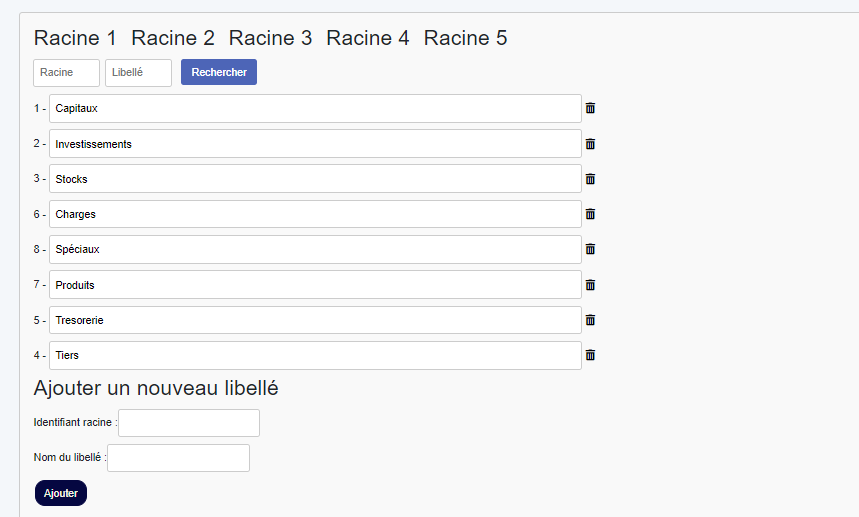 Racine 1 Racine 2 Racine 3 Racine 4 Racine 5
Racine Libellé Rechercher
1 - Capitaux
2 - Investissements
3 - Stocks
6 - Charges
8 - Spéciaux
7 - Produits
5 - Tresorerie
4 - Tiers
Ajouter un nouveau libellé
Identifiant racine :
Nom du libellé :
Ajouter